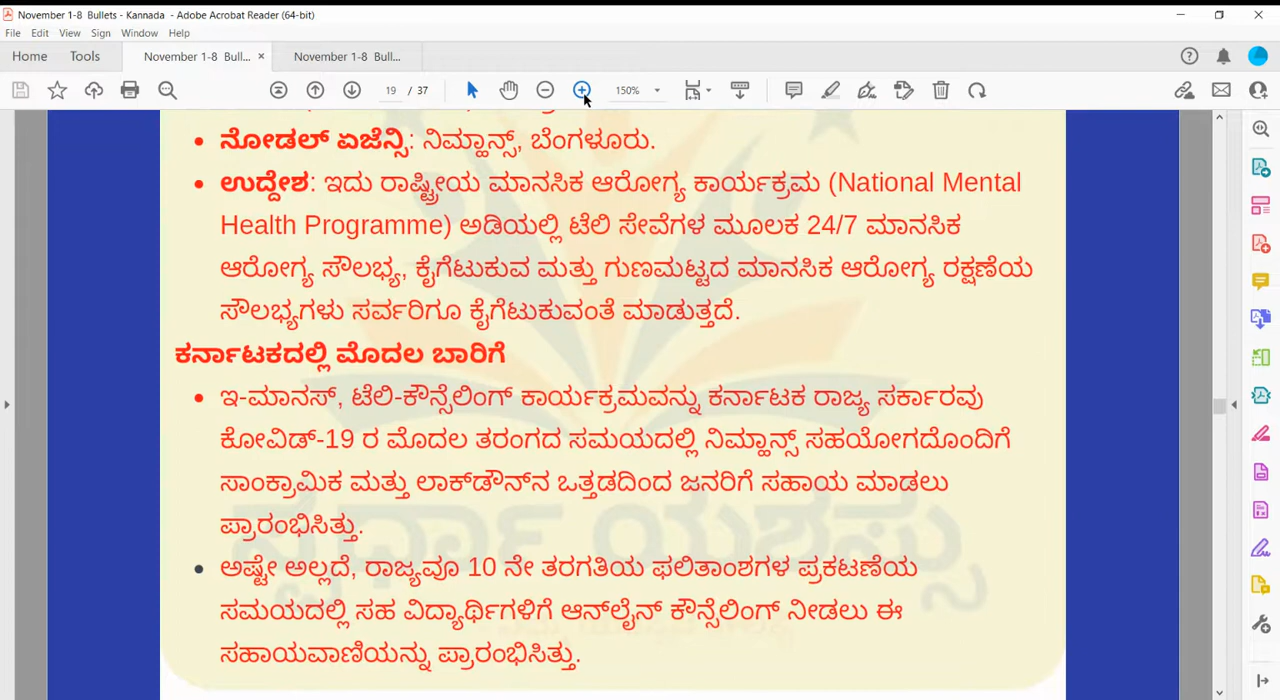 November 1-8 Bullets - Kannada - Adobe Acrobat Reader (64-bit)
File Edit View Sign Window Help
Home Tools November 1-8 Bull... × November 1-8 Bull...
19 / 37 150%
ನೋಡಲ್ ಏಜೆನ್ಸಿ: ನಿಮ್ಹಾನ್ಸ್, ಬೆಂಗಳೂರು.
ಉದ್ದೇಶ: ಇದು ರಾಷ್ಟ್ರೀಯ ಮಾನಸಿಕ ಆರೋಗ್ಯ ಕಾರ್ಯಕ್ರಮ (National Mental
Health Programme) ಅಡಿಯಲ್ಲಿ ಟೆಲಿ ಸೇವೆಗಳ ಮೂಲಕ 24/7 ಮಾನಸಿಕ
ಆರೋಗ್ಯ ಸೌಲಭ್ಯ, ಕೈಗೆಟುಕುವ ಮತ್ತು ಗುಣಮಟ್ಟದ ಮಾನಸಿಕ ಆರೋಗ್ಯ ರಕ್ಷಣೆಯ
ಸೌಲಭ್ಯಗಳು ಸರ್ವರಿಗೂ ಕೈಗೆಟುಕುವಂತೆ ಮಾಡುತ್ತದೆ.
ಕರ್ನಾಟಕದಲ್ಲಿ ಮೊದಲ ಬಾರಿಗೆ
ಇ-ಮಾನಸ್, ಟೆಲಿ-ಕೌನ್ಸೆಲಿಂಗ್ ಕಾರ್ಯಕ್ರಮವನ್ನು ಕರ್ನಾಟಕ ರಾಜ್ಯ ಸರ್ಕಾರವು
ಕೋವಿಡ್-19 ರ ಮೊದಲ ತರಂಗದ ಸಮಯದಲ್ಲಿ ನಿಮ್ಹಾನ್ಸ್ ಸಹಯೋಗದೊಂದಿಗೆ
ಸಾಂಕ್ರಾಮಿಕ ಮತ್ತು ಲಾಕ್‌ಡೌನ್‌ನ ಒತ್ತಡದಿಂದ ಜನರಿಗೆ ಸಹಾಯ ಮಾಡಲು
ಪ್ರಾರಂಭಿಸಿತ್ತು.
ಅಷ್ಟೇ ಅಲ್ಲದೆ, ರಾಜ್ಯವೂ 10 ನೇ ತರಗತಿಯ ಫಲಿತಾಂಶಗಳ ಪ್ರಕಟಣೆಯ
ಸಮಯದಲ್ಲಿ ಸಹ ವಿದ್ಯಾರ್ಥಿಗಳಿಗೆ ಆನ್‌ಲೈನ್ ಕೌನ್ಸೆಲಿಂಗ್ ನೀಡಲು ಈ
ಸಹಾಯವಾಣಿಯನ್ನು ಪ್ರಾರಂಭಿಸಿತ್ತು.
ಸ್ಪರ್ಧಾ ಯಶಸ್ಸು